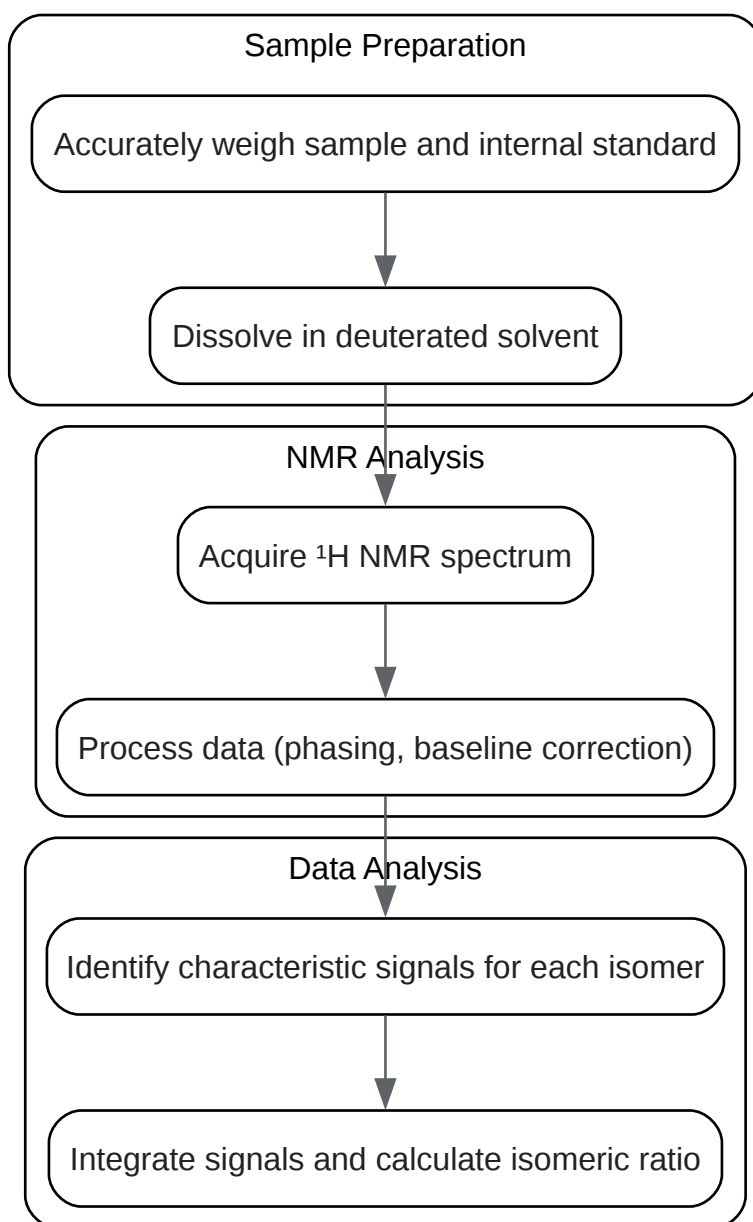 Sample Preparation
Accurately weigh sample and internal standard
Dissolve in deuterated solvent
NMR Analysis
Acquire ¹H NMR spectrum
Process data (phasing, baseline correction)
Data Analysis
Identify characteristic signals for each isomer
Integrate signals and calculate isomeric ratio